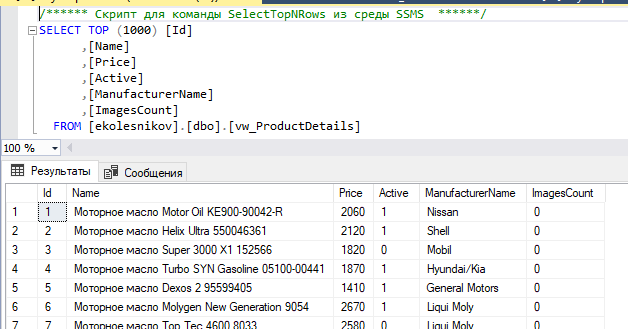 /****** Скрипт для команды SelectTopNRows из среды SSMS ******/
SELECT TOP (1000) [Id]
,[Name]
,[Price]
,[Active]
,[ManufacturerName]
,[ImagesCount]
FROM [ekolesnikov].[dbo].[vw_ProductDetails]
100 %
Результаты Сообщения
Id Name Price Active ManufacturerName ImagesCount
1 1 Моторное масло Motor Oil KE900-90042-R 2060 1 Nissan 0
2 2 Моторное масло Helix Ultra 550046361 2120 1 Shell 0
3 3 Моторное масло Super 3000 X1 152566 1820 0 Mobil 0
4 4 Моторное масло Turbo SYN Gasoline 05100-00441 1870 1 Hyundai/Kia 0
5 5 Моторное масло Dexos 2 95599405 1410 1 General Motors 0
6 6 Моторное масло Molygen New Generation 9054 2670 1 Liqui Moly 0
7 7 Моторное масло Top Tec 4600 8033 2580 0 Liqui Moly 0